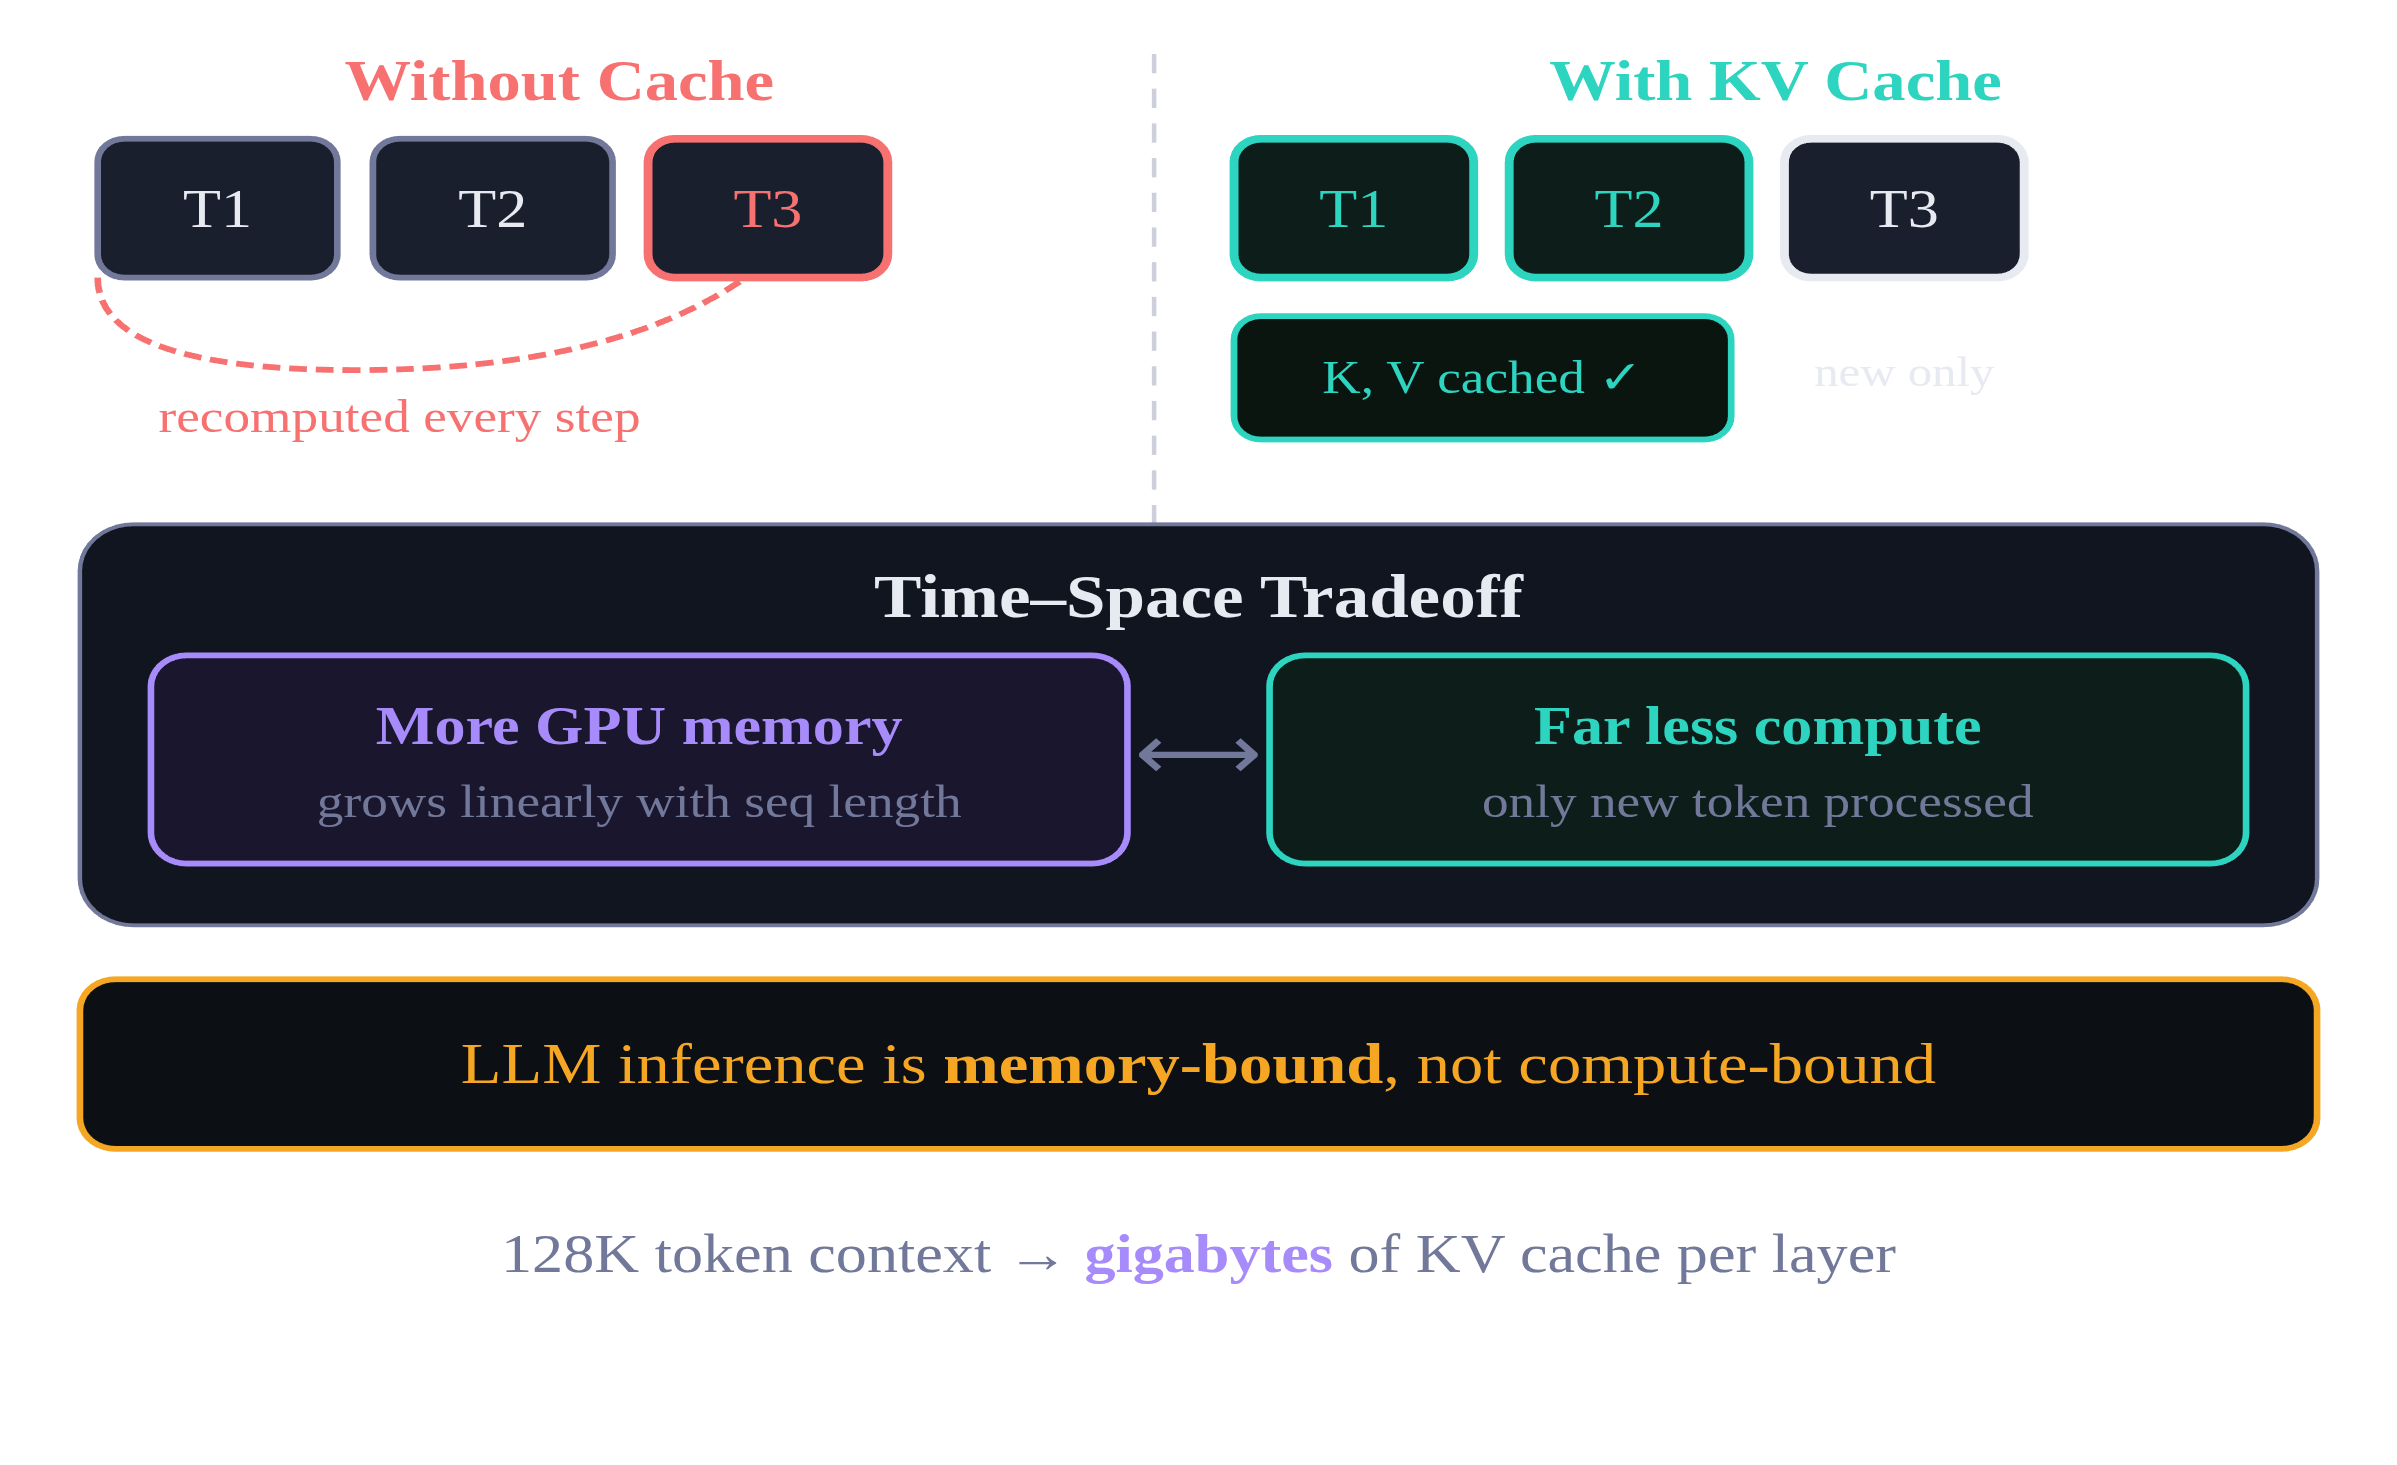 Without Cache
T1
T2
T3
recomputed every step
With KV Cache
T1
T2
T3
K, V cached ✓
new only
Time–Space Tradeoff
More GPU memory
grows linearly with seq length
Far less compute
only new token processed
LLM inference is memory-bound, not compute-bound
128K token context → gigabytes of KV cache per layer